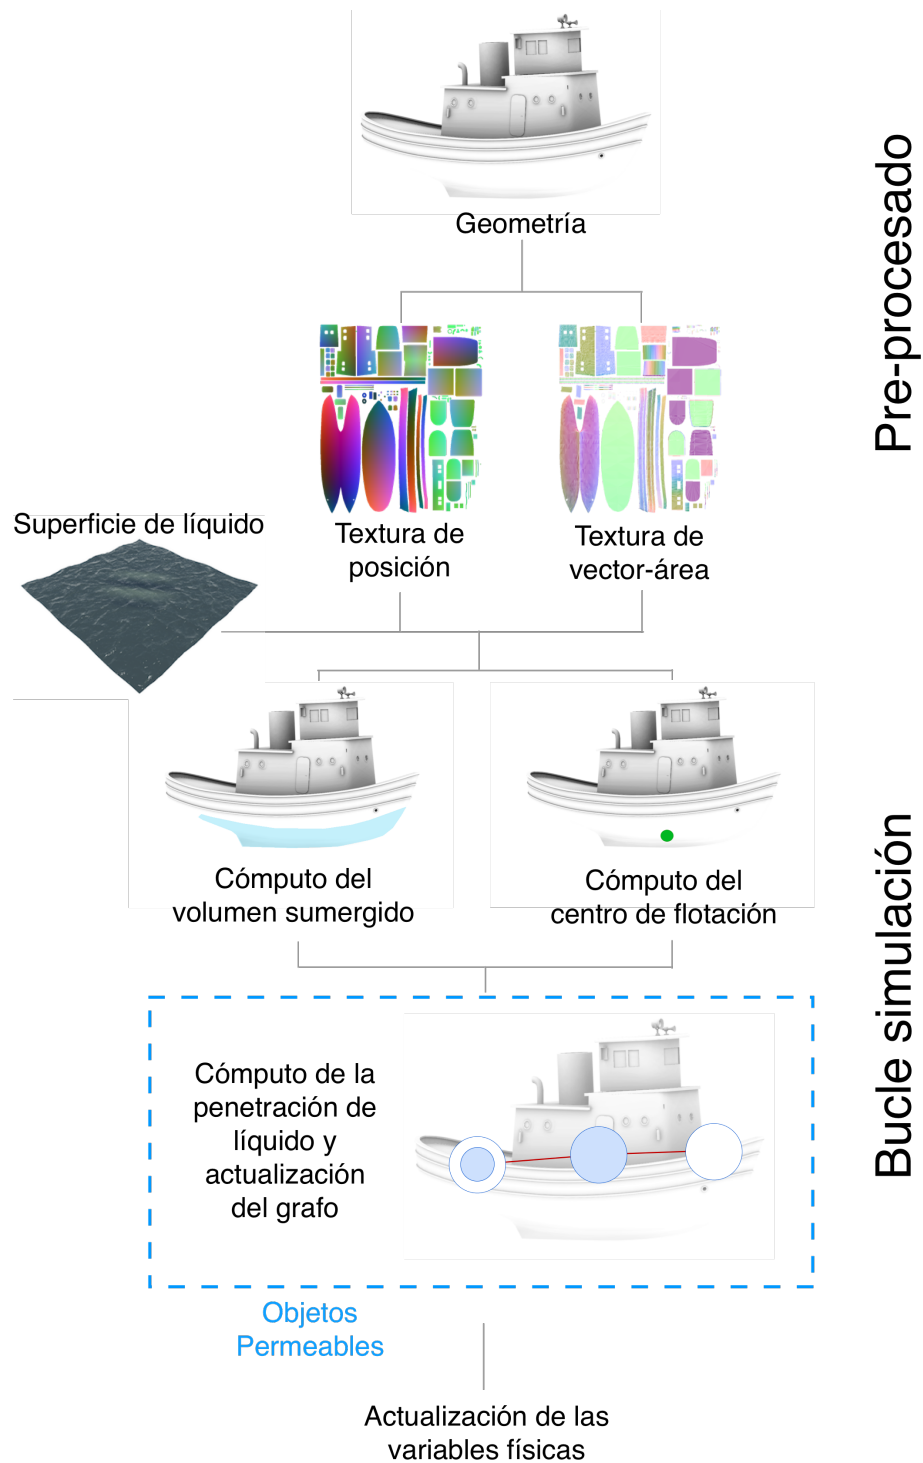 Geometría
Pre-procesado
Textura de
posición
Textura de
vector-área
Superficie de líquido
Cómputo del
volumen sumergido
Cómputo del
centro de flotación
Bucle simulación
Cómputo de la
penetración de
líquido y
actualización
del grafo
Objetos
Permeables
Actualización de las
variables físicas